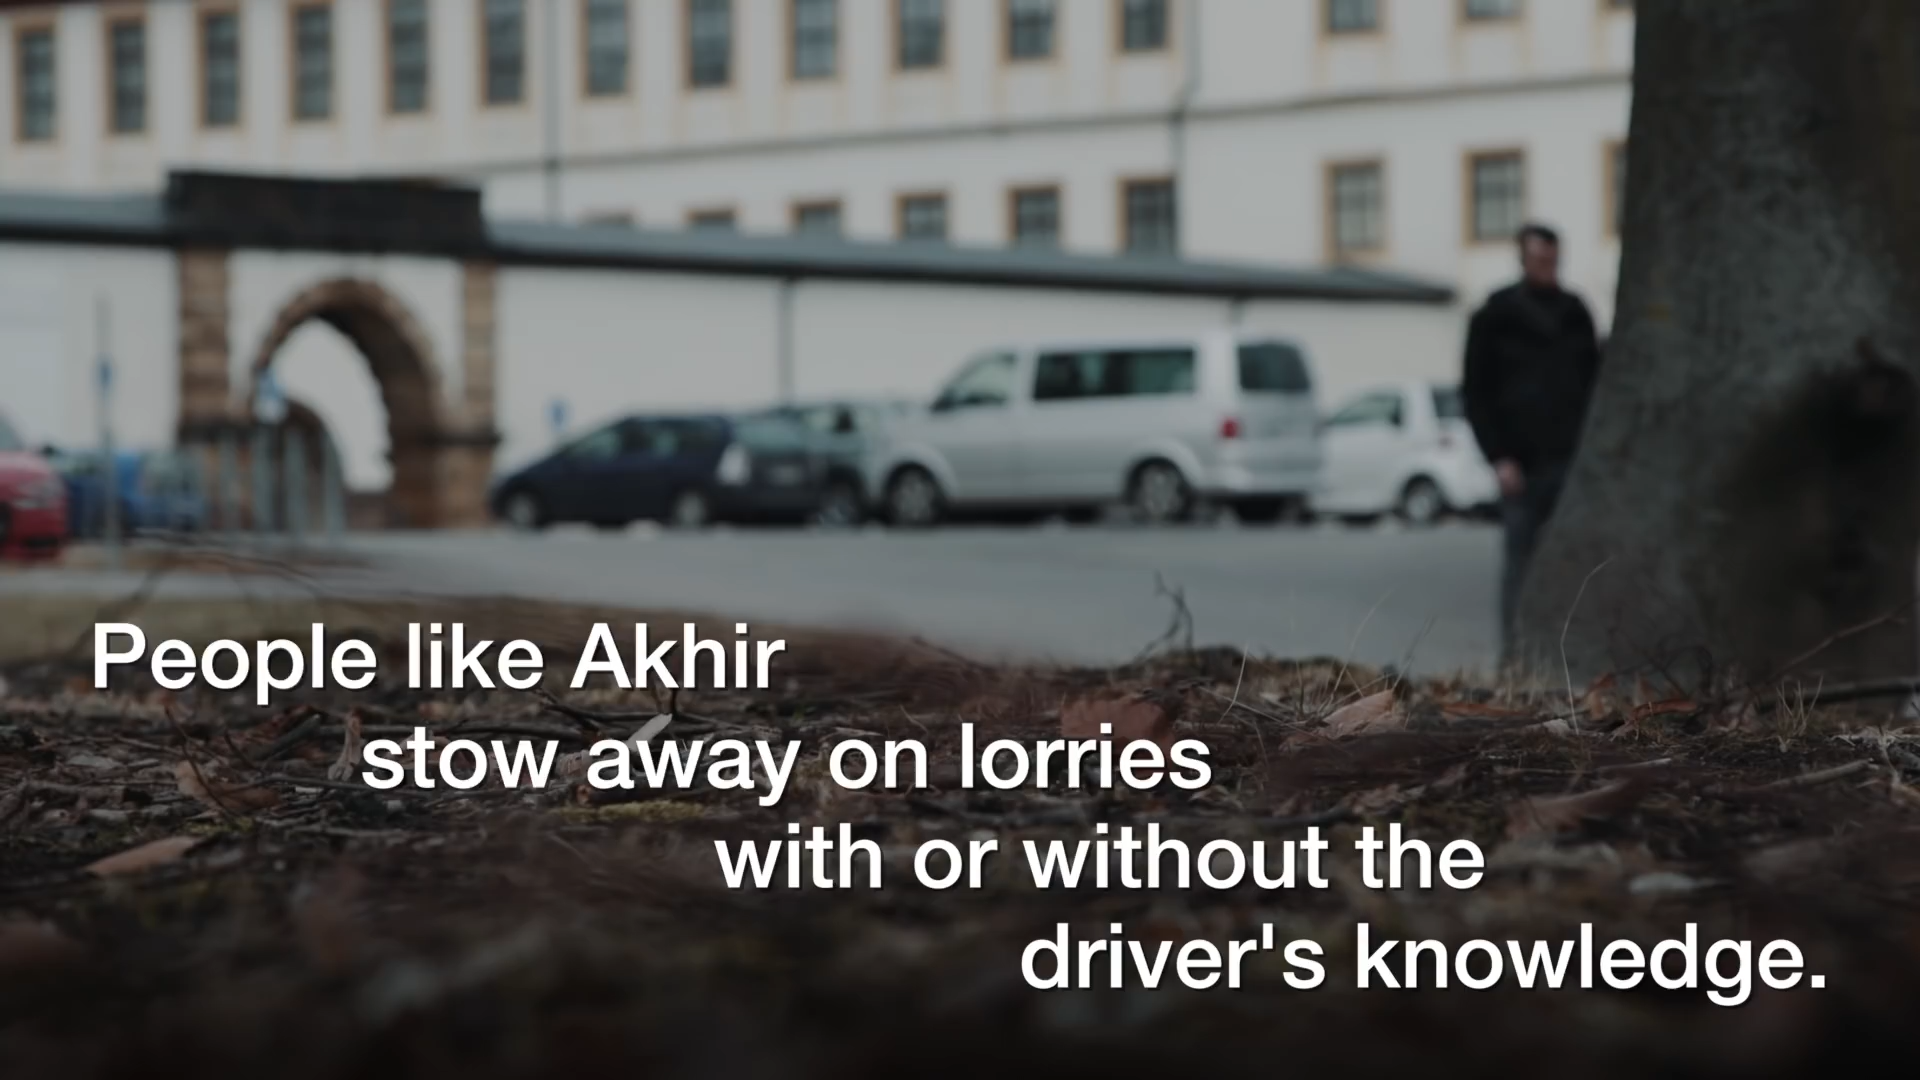 People like Akhir
stow away on lorries
with or without the
driver's knowledge.